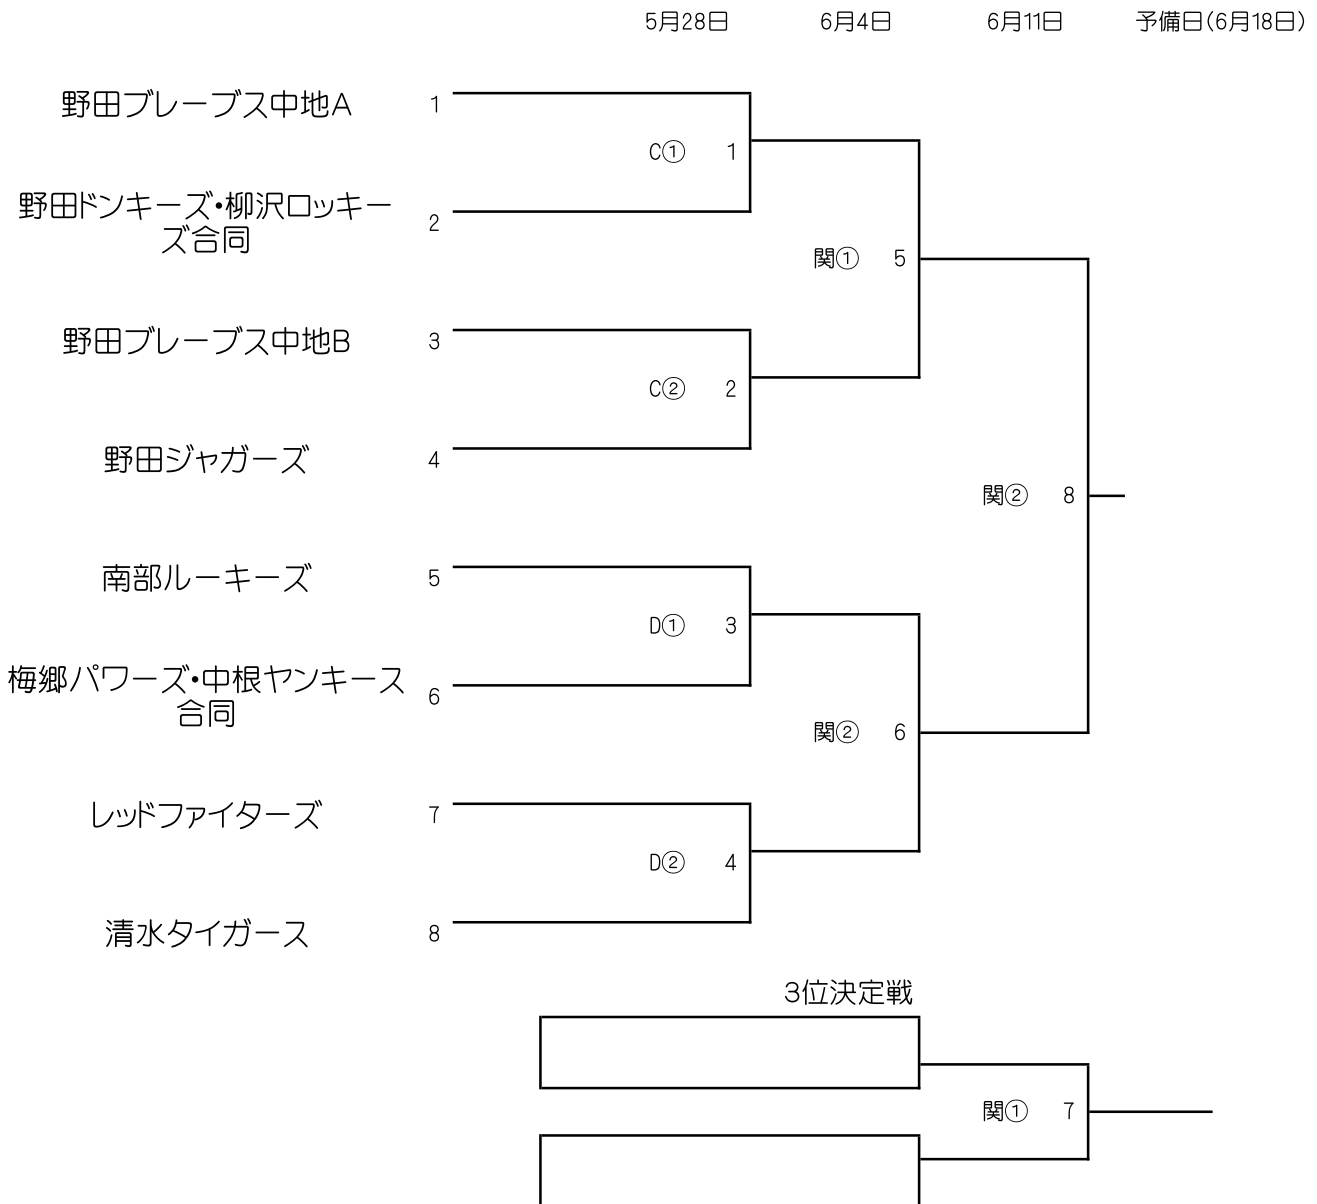 5月28日 6月4日 6月11日 予備日(6月18日)
野田ブレーブス中地A 1
C① 1
野田ドンキーズ・柳沢ロッキー
ズ合同 2
関① 5
野田ブレーブス中地B 3
C② 2
野田ジャガーズ 4
関② 8
南部ルーキーズ 5
D① 3
梅郷パワーズ・中根ヤンキース
合同 6
関② 6
レッドファイターズ 7
D② 4
清水タイガース 8
3位決定戦
関① 7